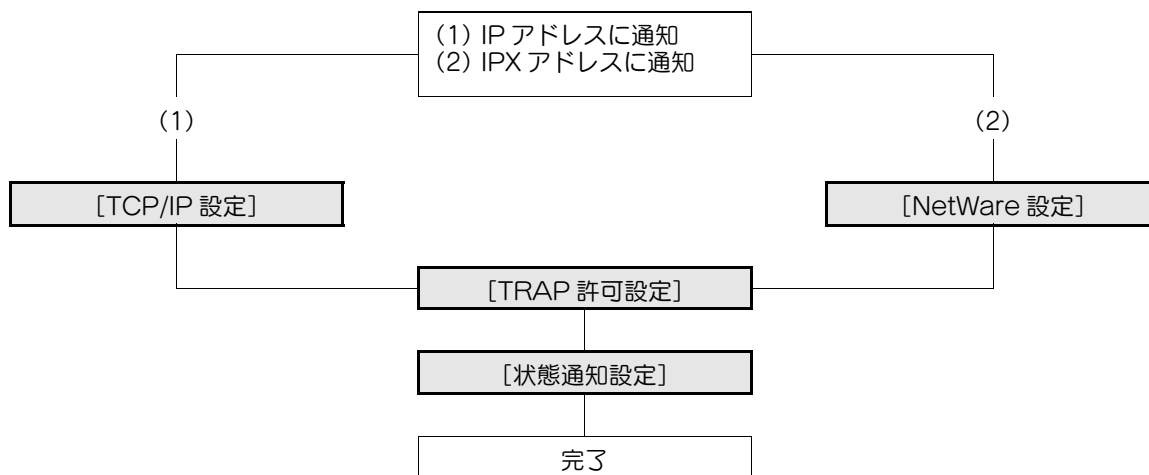 (1) IP アドレスに通知
(2) IPX アドレスに通知
(1)
(2)
[TCP/IP 設定]
[NetWare 設定]
[TRAP 許可設定]
[状態通知設定]
完了